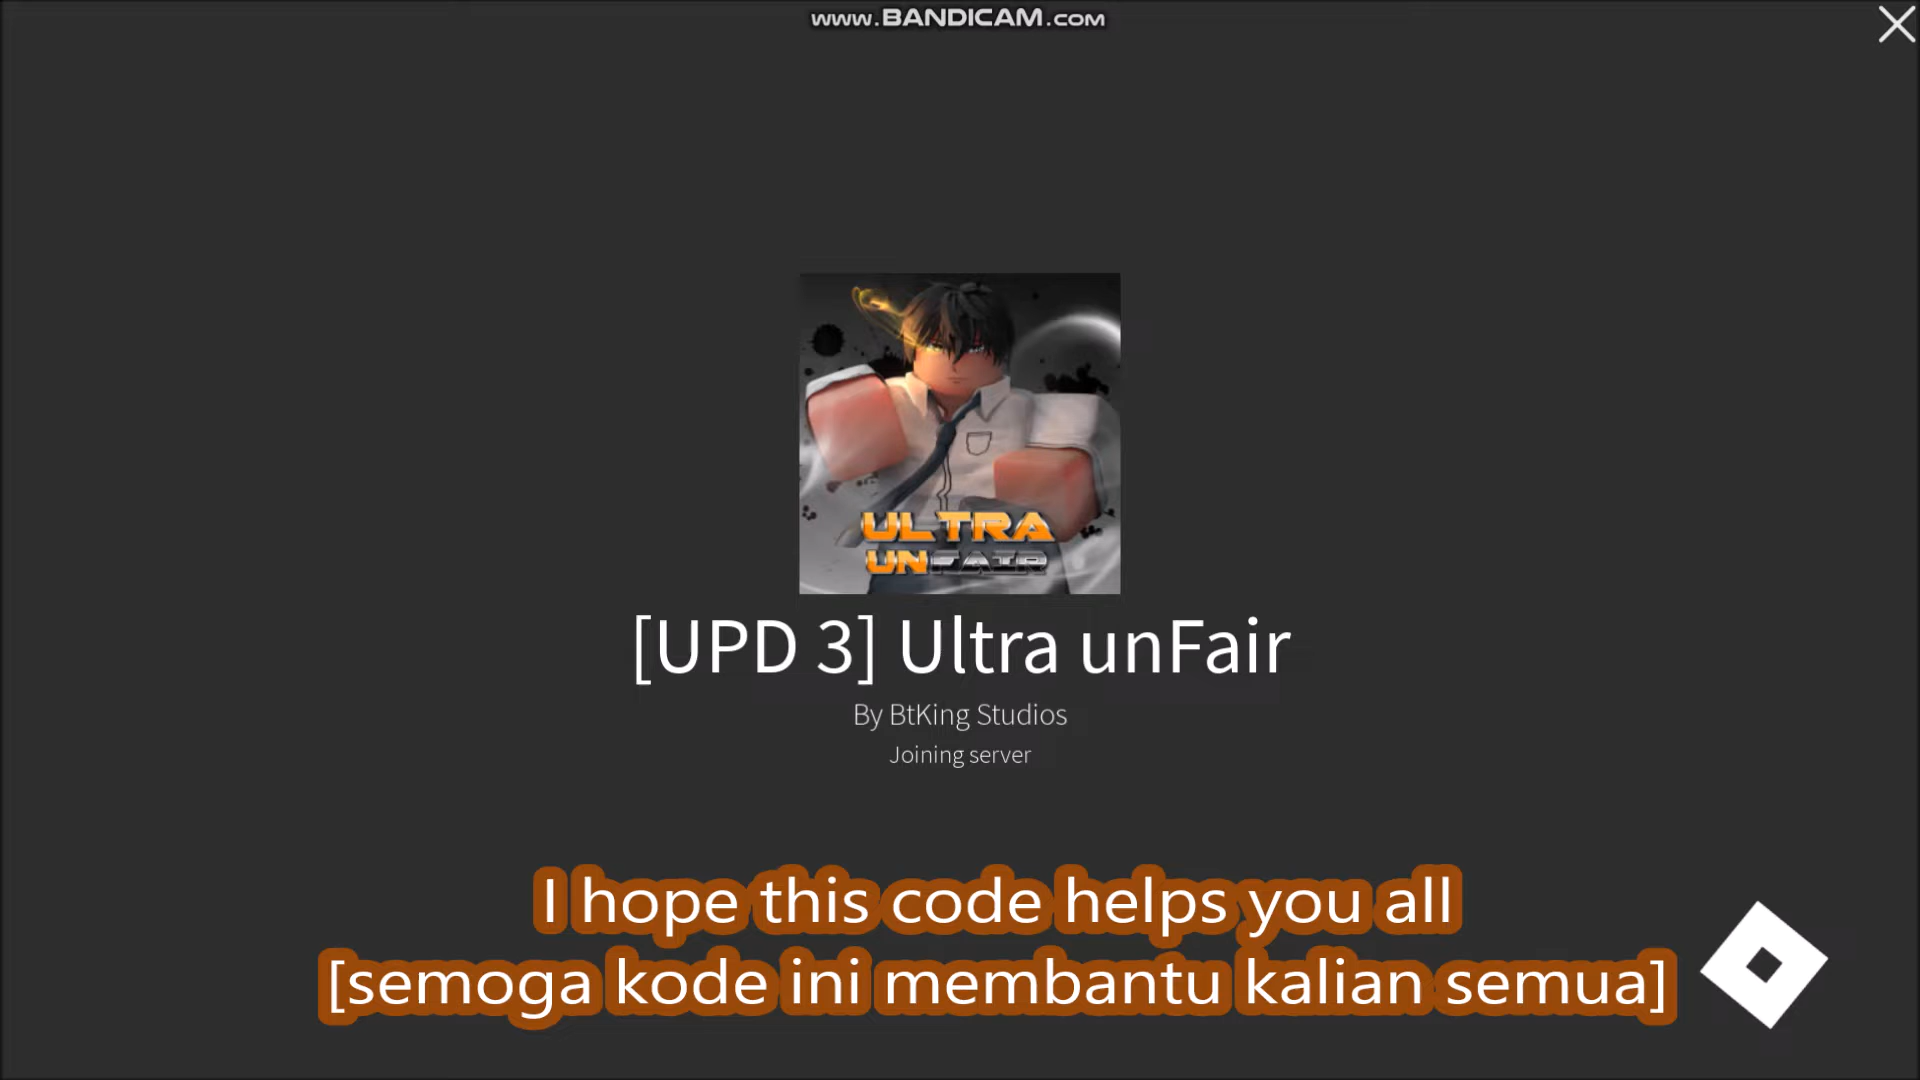 www.BANDICAM.com
ULTRA
UNFAIR
[UPD 3] Ultra unFair
By BtKing Studios
Joining server
I hope this code helps you all
[semoga kode ini membantu kalian semua]